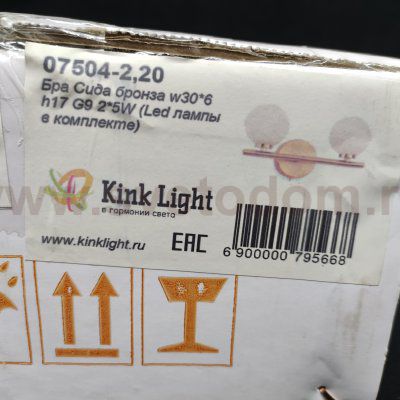 07504-2,20
Бра Сида бронза w30*6
h17 G9 2*5W (Led лампы
в комплекте)
Kink Light
в гармонии света
www.kinklight.ru
EAC
6 900000 795668